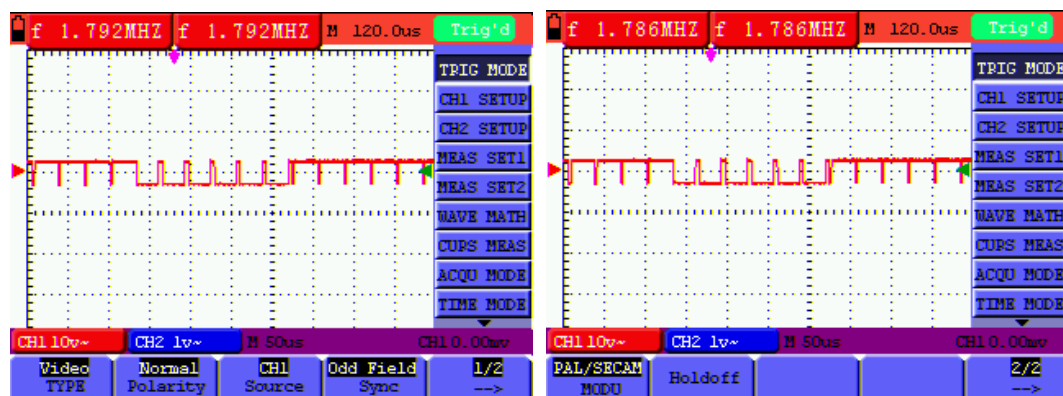 f 1.792MHZ f 1.792MHZ M 120.0us Trig'd
TRIG MODE
CH1 SETUP
CH2 SETUP
MEAS SET1
MEAS SET2
WAVE MATH
CUPS MEAS
ACQU MODE
TIME MODE
CH1 10v~ CH2 1v~ M 50us CH1 0.00mv
Video Normal CH1 Odd Field 1/2
TYPE Polarity Source Sync -->
f 1.786MHZ f 1.786MHZ M 120.0us Trig'd
TRIG MODE
CH1 SETUP
CH2 SETUP
MEAS SET1
MEAS SET2
WAVE MATH
CUPS MEAS
ACQU MODE
TIME MODE
CH1 10v~ CH2 1v~ M 50us CH1 0.00mv
PAL/SECAM Holdoff 2/2
MODU -->